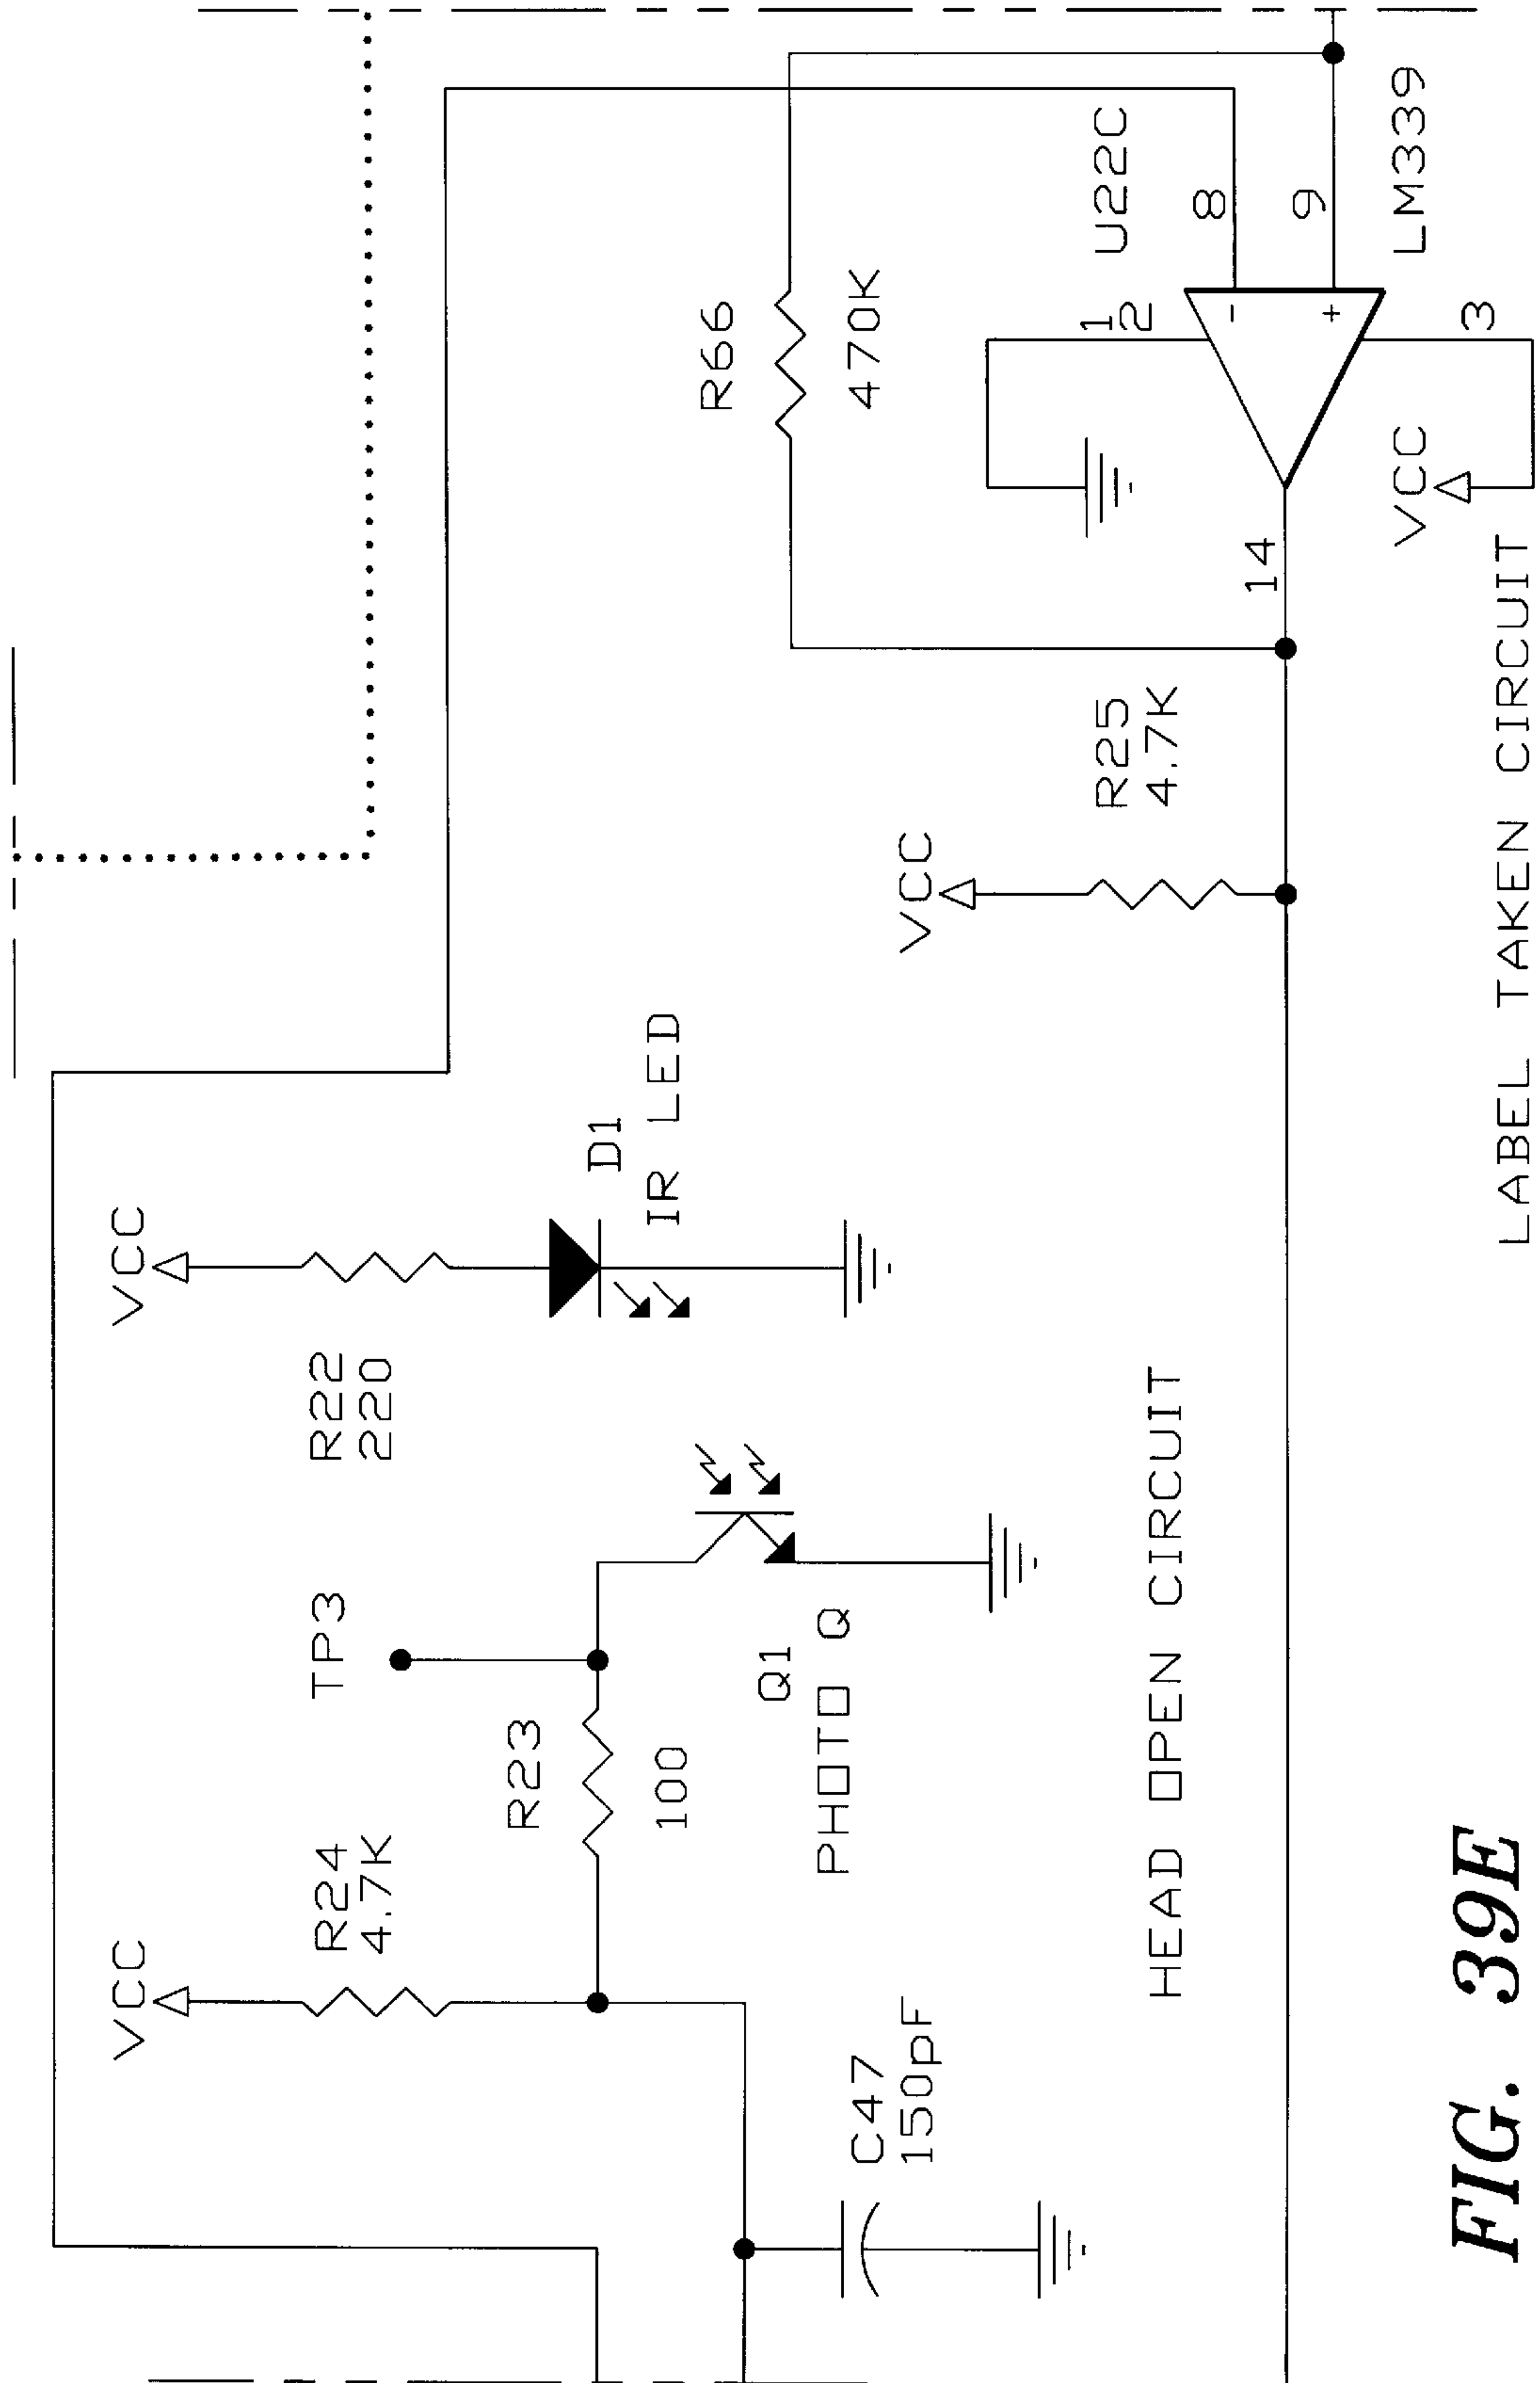 VCC
R24
4.7K
R23
100
TP3
Q1
PHOTO Q
C47
150pF
VCC
R22
220
D1
IR LED
HEAD OPEN CIRCUIT
VCC
R25
4.7K
R66
470K
U22C
8
9
12
14
3
-
+
LM339
VCC
LABEL TAKEN CIRCUIT
FIG. 39E